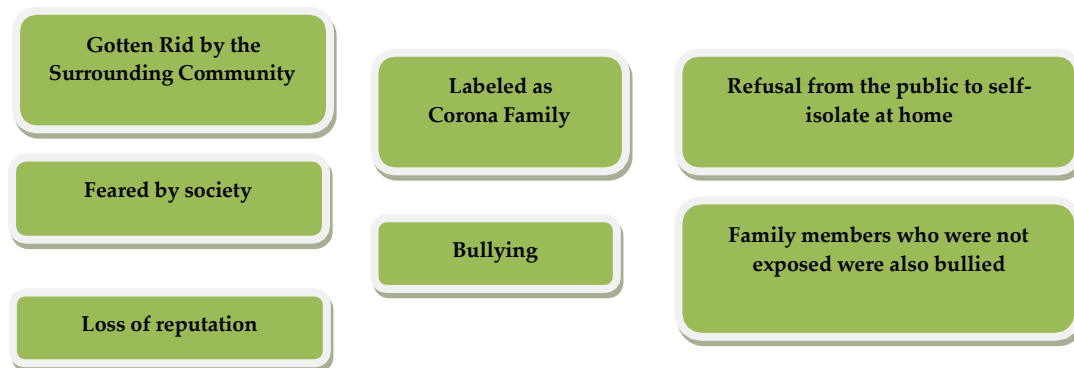 Gotten Rid by the
Surrounding Community
Feared by society
Loss of reputation
Labeled as
Corona Family
Bullying
Refusal from the public to self-
isolate at home
Family members who were not
exposed were also bullied